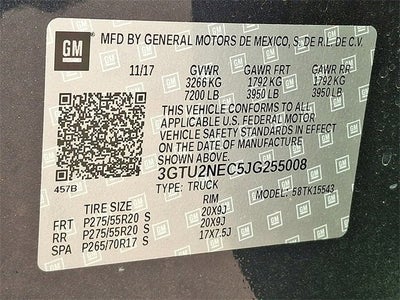 GM MFD BY GENERAL MOTORS DE MEXICO, S. DE R.L. DE C.V.
11/17 GVWR GAWR FRT GAWR RR
3266 KG 1792 KG 1792 KG
7200 LB 3950 LB 3950 LB
THIS VEHICLE CONFORMS TO ALL
APPLICABLE U.S. FEDERAL MOTOR
VEHICLE SAFETY STANDARDS IN EFFECT
ON THE DATE OF MANUFACTURE
SHOWN ABOVE.
3GTU2NEC5JG255008
457B TYPE: TRUCK MODEL: 58TK15543
TIRE SIZE RIM
FRT P275/55R20 S 20X9J
RR P275/55R20 S 20X9J
SPA P265/70R17 S 17X7.5J